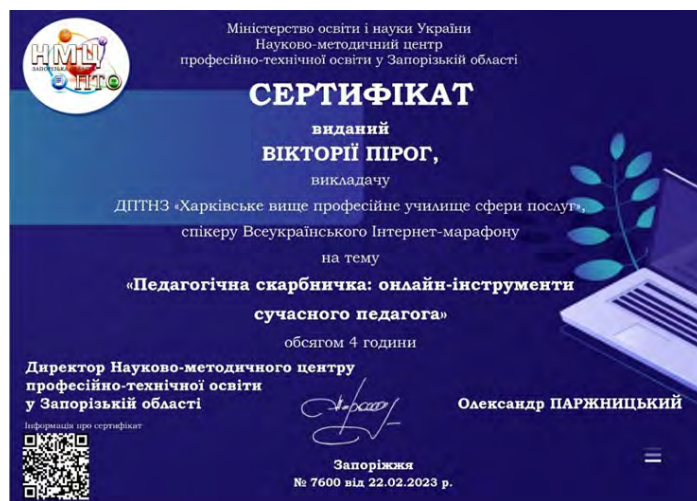 Міністерство освіти і науки України
Науково-методичний центр
професійно-технічної освіти у Запорізькій області
НМЦ
ПТО
СЕРТИФІКАТ
виданий
ВІКТОРІЇ ПІРОГ,
викладачу
ДПТНЗ «Харківське вище професійне училище сфери послуг»,
спікеру Всеукраїнського Інтернет-марафону
на тему
«Педагогічна скарбничка: онлайн-інструменти
сучасного педагога»
обсягом 4 години
Директор Науково-методичного центру
професійно-технічної освіти
у Запорізькій області
Олександр ПАРЖНИЦЬКИЙ
Інформація про сертифікат
Запоріжжя
№ 7600 від 22.02.2023 р.